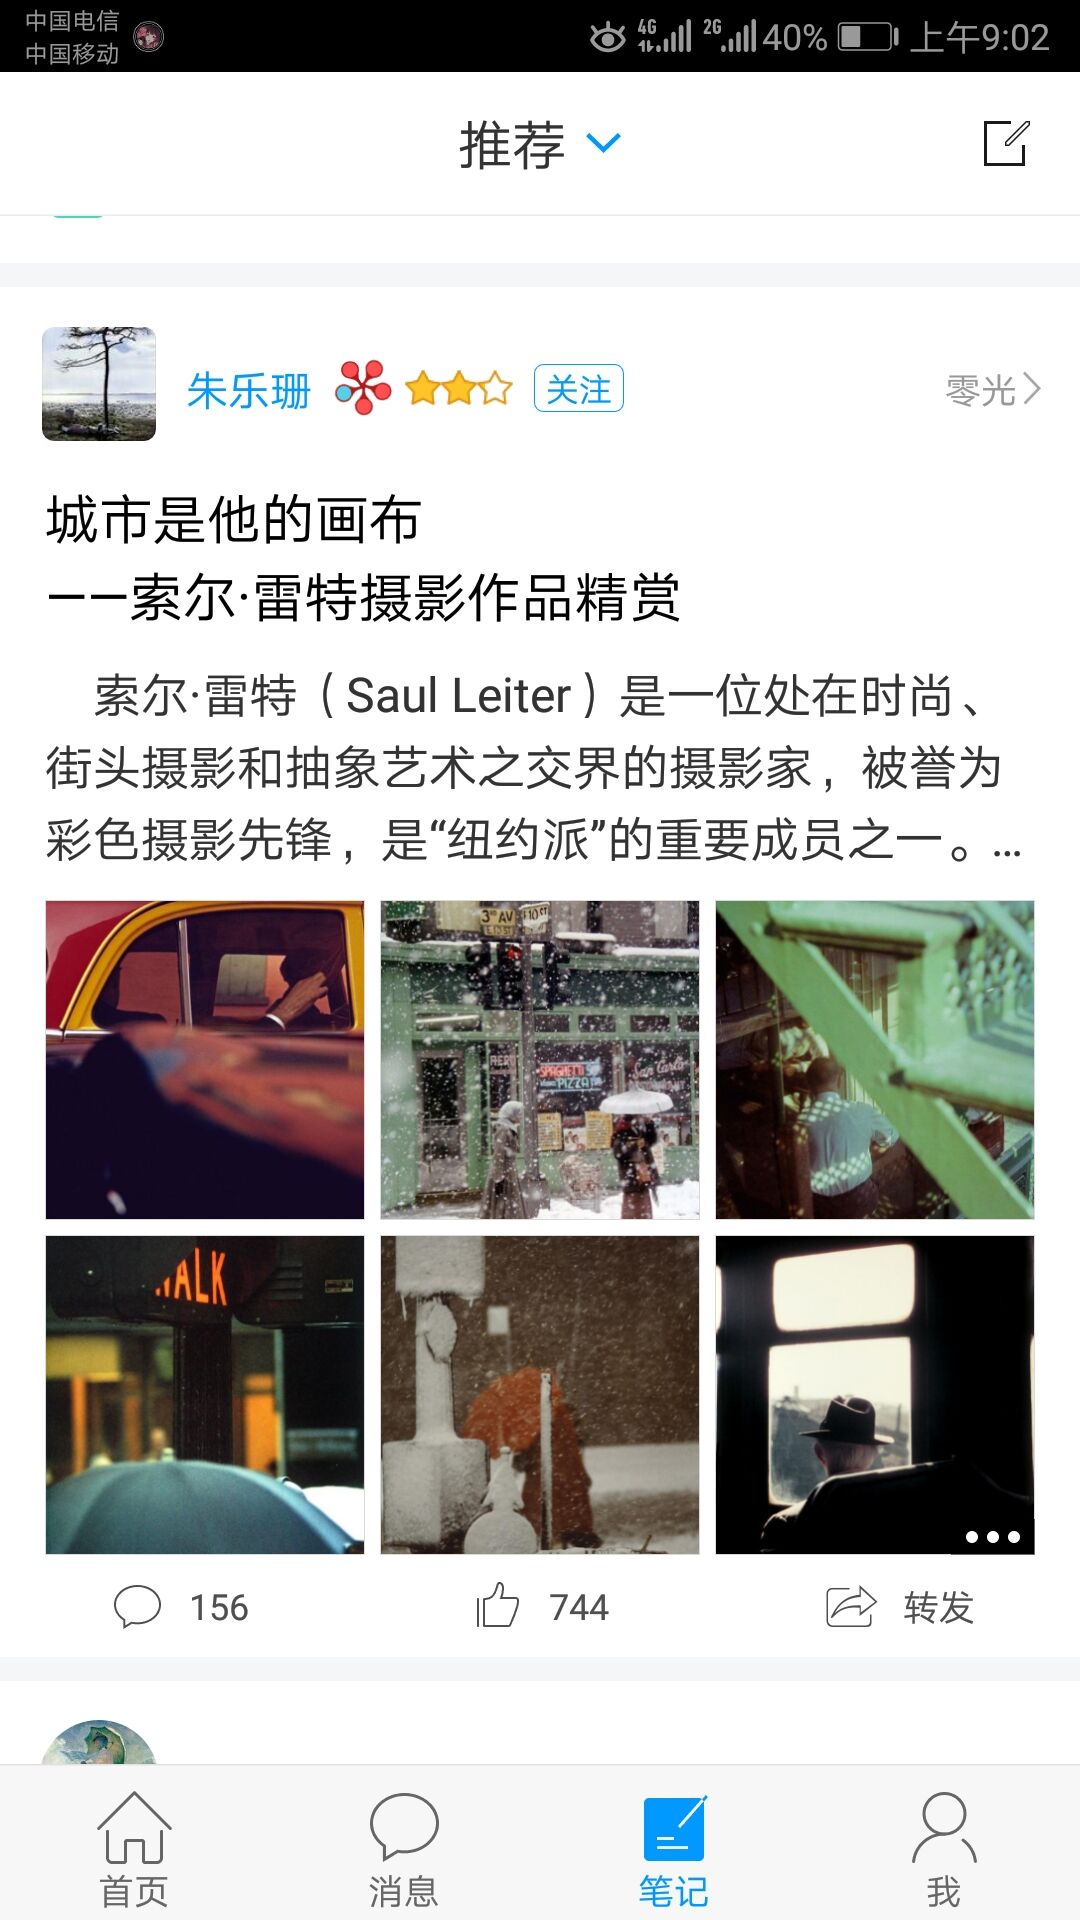 中国电信
中国移动
4G 2G 40% 上午9:02
推荐
朱乐珊 关注 零光
城市是他的画布
——索尔·雷特摄影作品精赏
索尔·雷特（Saul Leiter）是一位处在时尚、
街头摄影和抽象艺术之交界的摄影家，被誉为
彩色摄影先锋，是“纽约派”的重要成员之一。...
3RD AV E10ST
SPAGHETTI
PIZZA
San Carlo
ALK
156 744 转发
首页 消息 笔记 我